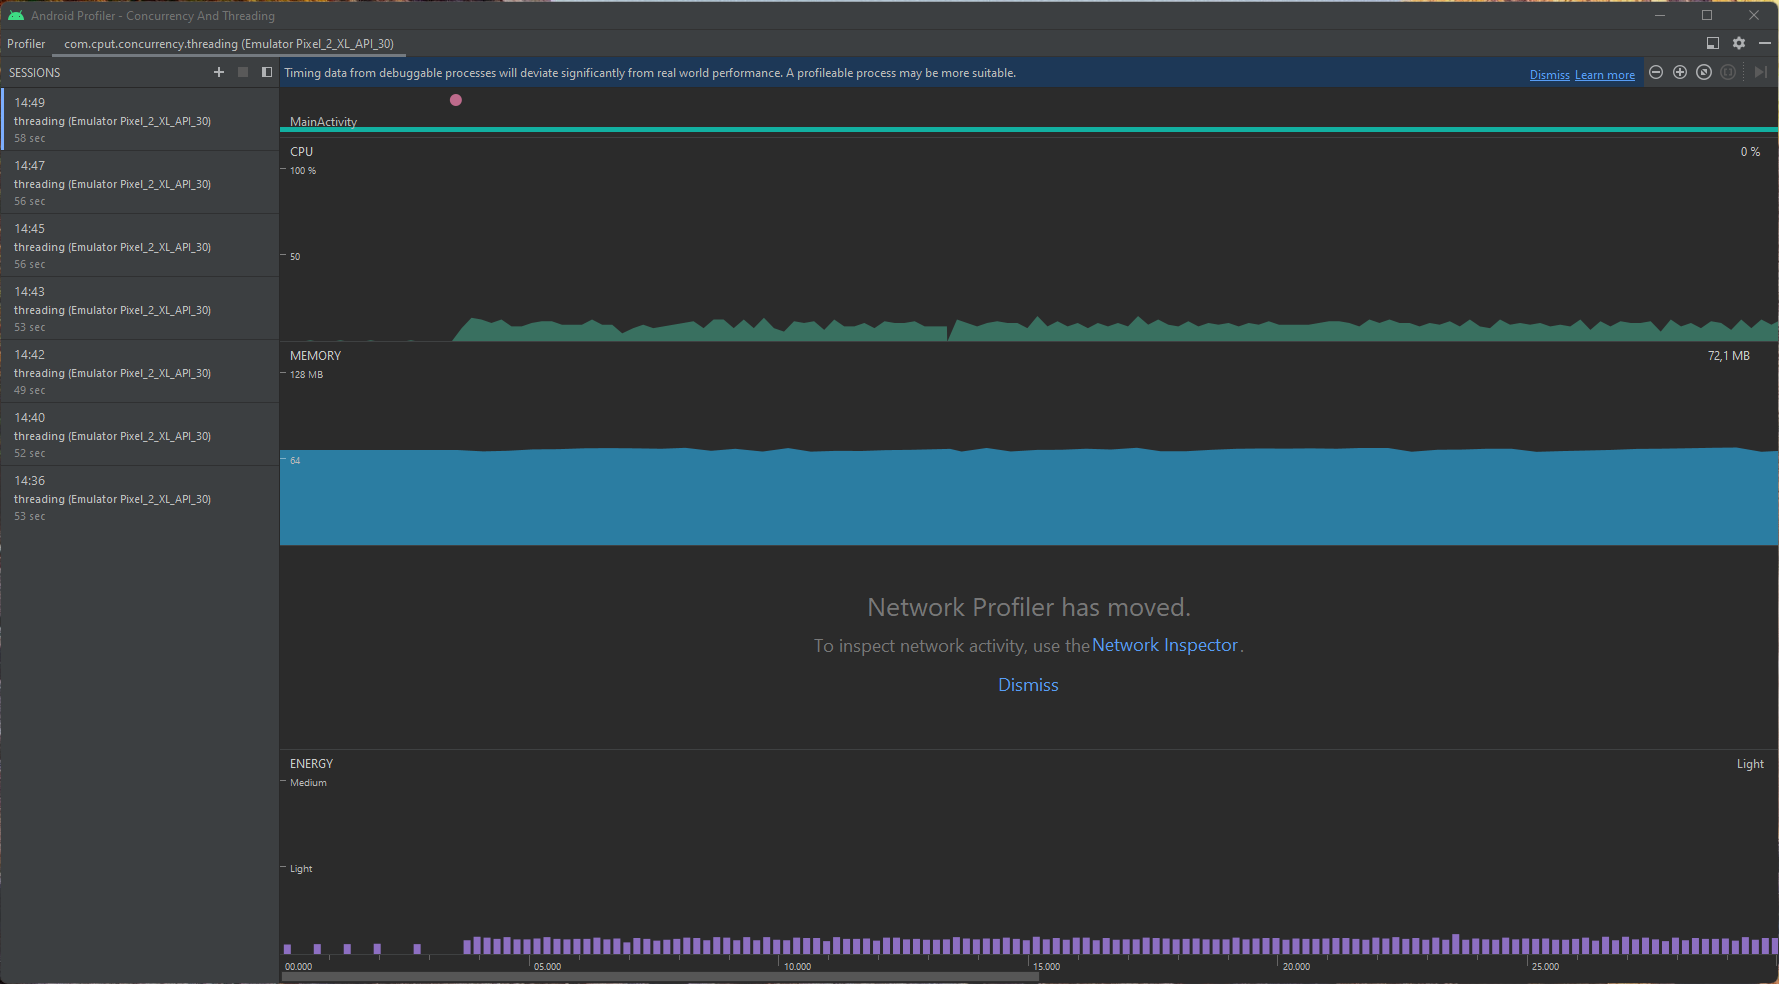 Android Profiler - Concurrency And Threading
Profiler
com.cput.concurrency.threading (Emulator Pixel_2_XL_API_30)
SESSIONS
Timing data from debuggable processes will deviate significantly from real world performance. A profileable process may be more suitable.
Dismiss Learn more
14:49
threading (Emulator Pixel_2_XL_API_30)
58 sec
14:47
threading (Emulator Pixel_2_XL_API_30)
56 sec
14:45
threading (Emulator Pixel_2_XL_API_30)
56 sec
14:43
threading (Emulator Pixel_2_XL_API_30)
53 sec
14:42
threading (Emulator Pixel_2_XL_API_30)
49 sec
14:40
threading (Emulator Pixel_2_XL_API_30)
52 sec
14:36
threading (Emulator Pixel_2_XL_API_30)
53 sec
MainActivity
CPU
0 %
100 %
50
MEMORY
72,1 MB
128 MB
64
Network Profiler has moved.
To inspect network activity, use the Network Inspector.
Dismiss
ENERGY
Light
Medium
Light
00.000
05.000
10.000
15.000
20.000
25.000